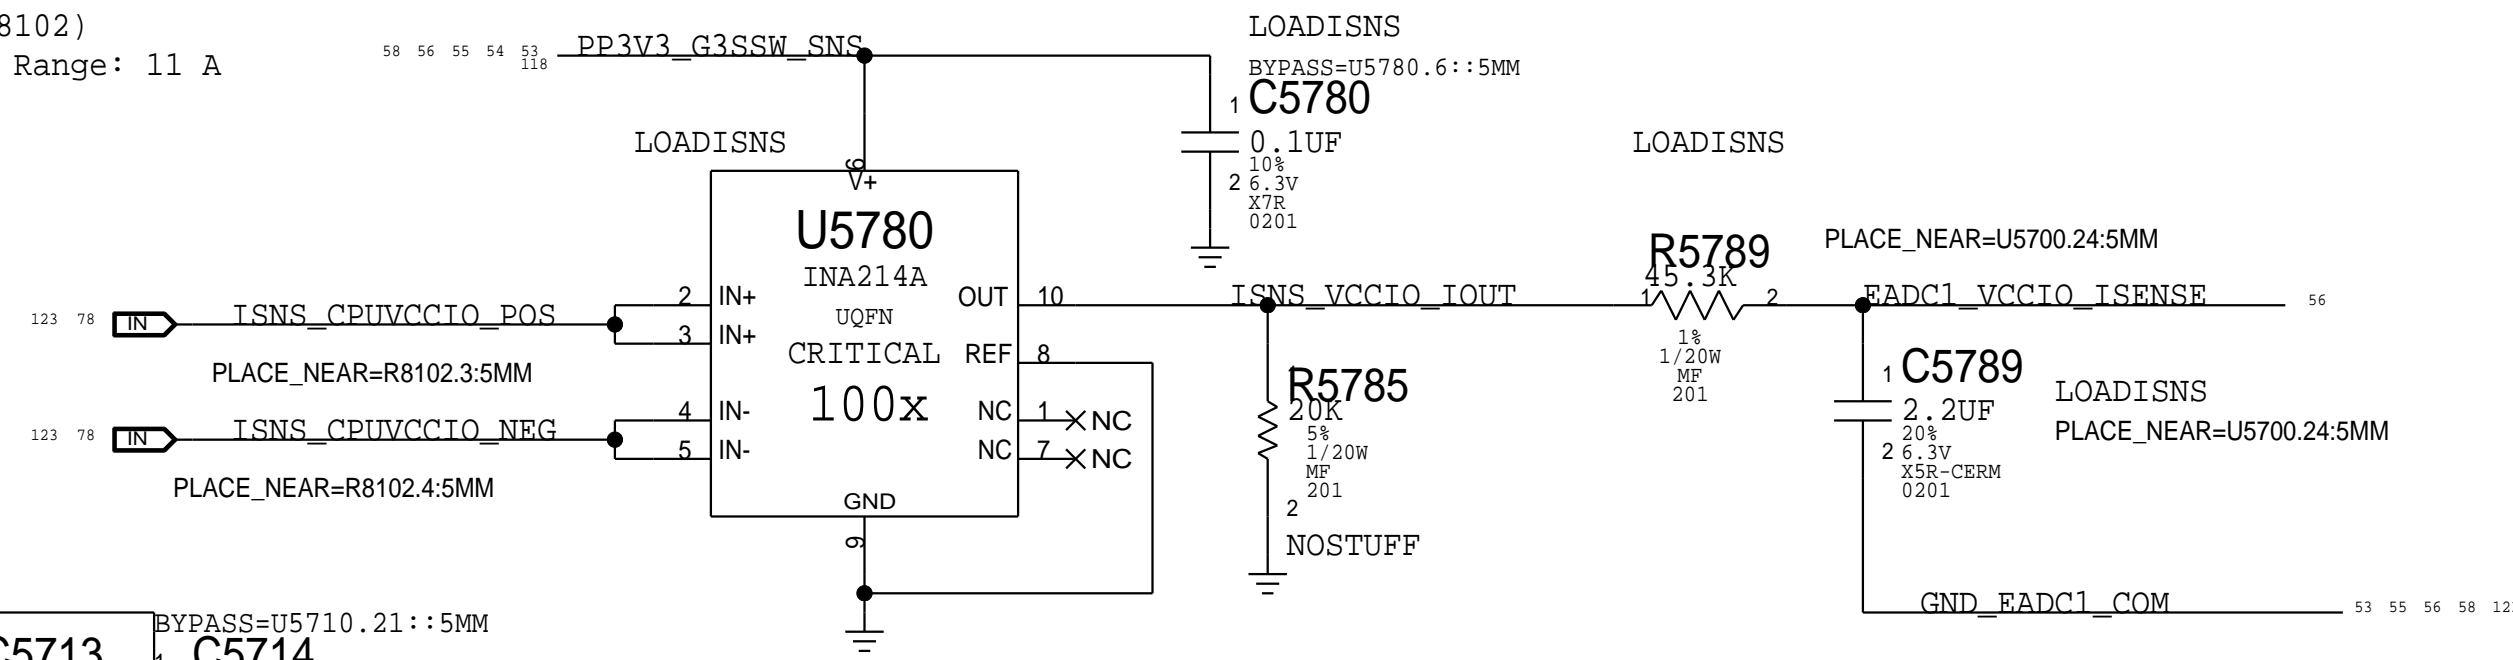 8102)
Range: 11 A
58 56 55 54 53
118
PP3V3_G3SSW_SNS
LOADISNS
BYPASS=U5780.6::5MM
1
C5780
0.1UF
10%
2
6.3V
X7R
0201
LOADISNS
6
V+
U5780
INA214A
UQFN
CRITICAL
100x
2
IN+
3
IN+
4
IN-
5
IN-
OUT
10
REF
8
NC
1
NC
NC
7
NC
GND
9
123 78
IN
ISNS_CPUVCCIO_POS
PLACE_NEAR=R8102.3:5MM
123 78
IN
ISNS_CPUVCCIO_NEG
PLACE_NEAR=R8102.4:5MM
ISNS_VCCIO_IOUT
1
R5785
20K
5%
1/20W
MF
201
2
NOSTUFF
LOADISNS
R5789
45.3K
1
2
1%
1/20W
MF
201
PLACE_NEAR=U5700.24:5MM
EADC1_VCCIO_ISENSE
56
1
C5789
2.2UF
20%
2
6.3V
X5R-CERM
0201
LOADISNS
PLACE_NEAR=U5700.24:5MM
GND_EADC1_COM
53 55 56 58
BYPASS=U5710.21::5MM
C5713
1
C5714